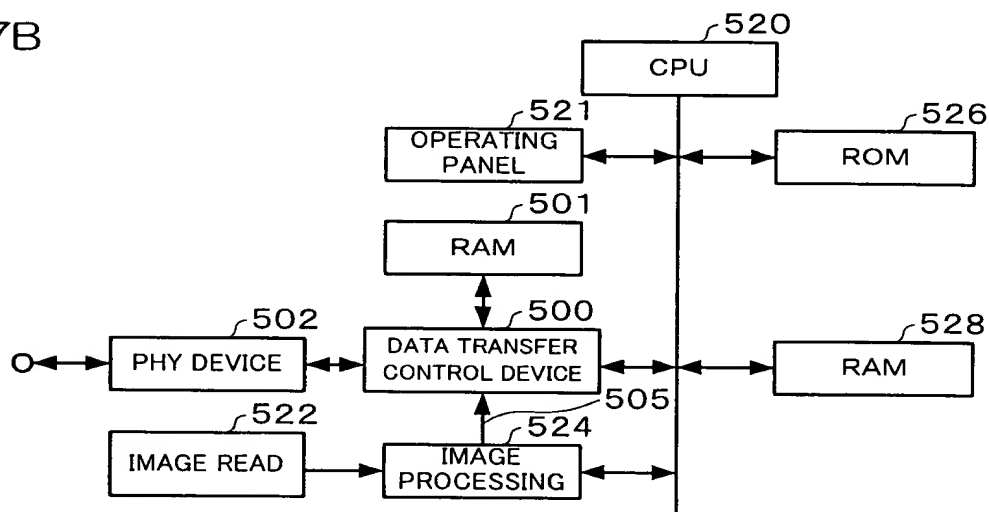 7B
520
CPU
521
OPERATING
PANEL
526
ROM
501
RAM
502
PHY DEVICE
500
DATA TRANSFER
CONTROL DEVICE
528
RAM
505
522
IMAGE READ
524
IMAGE
PROCESSING